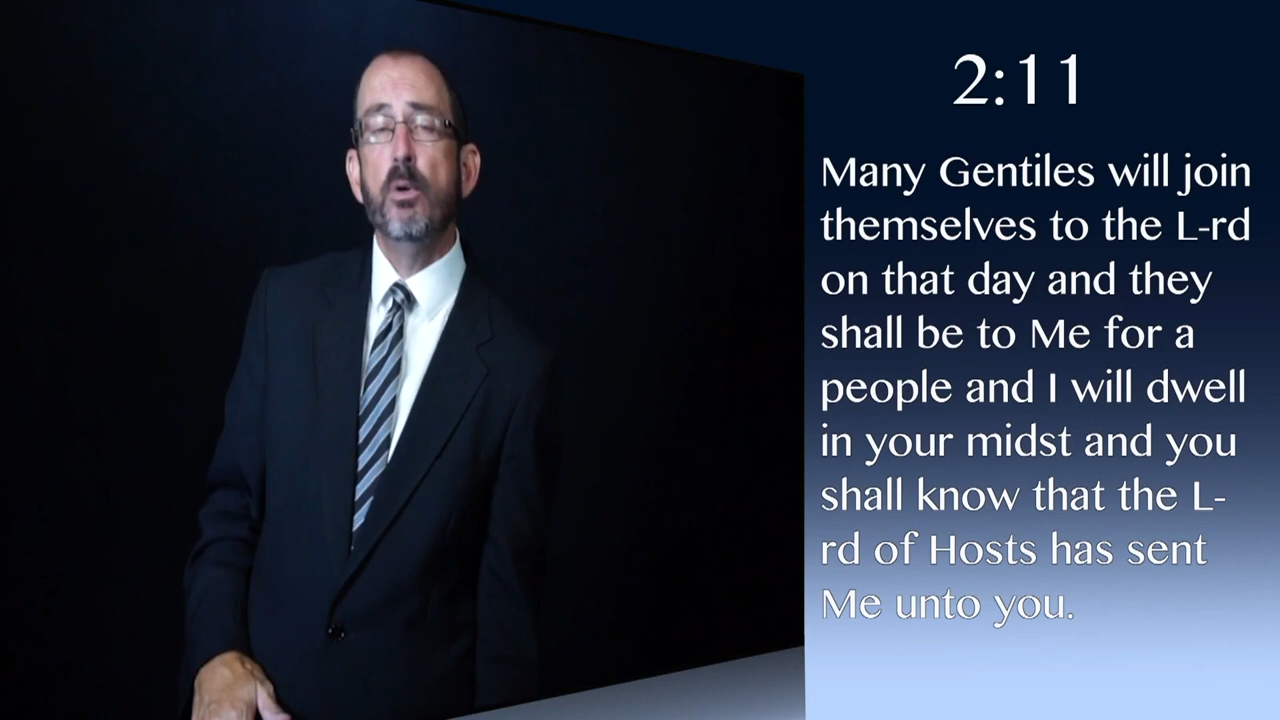 2:11
Many Gentiles will join
themselves to the L-rd
on that day and they
shall be to Me for a
people and I will dwell
in your midst and you
shall know that the L-
rd of Hosts has sent
Me unto you.